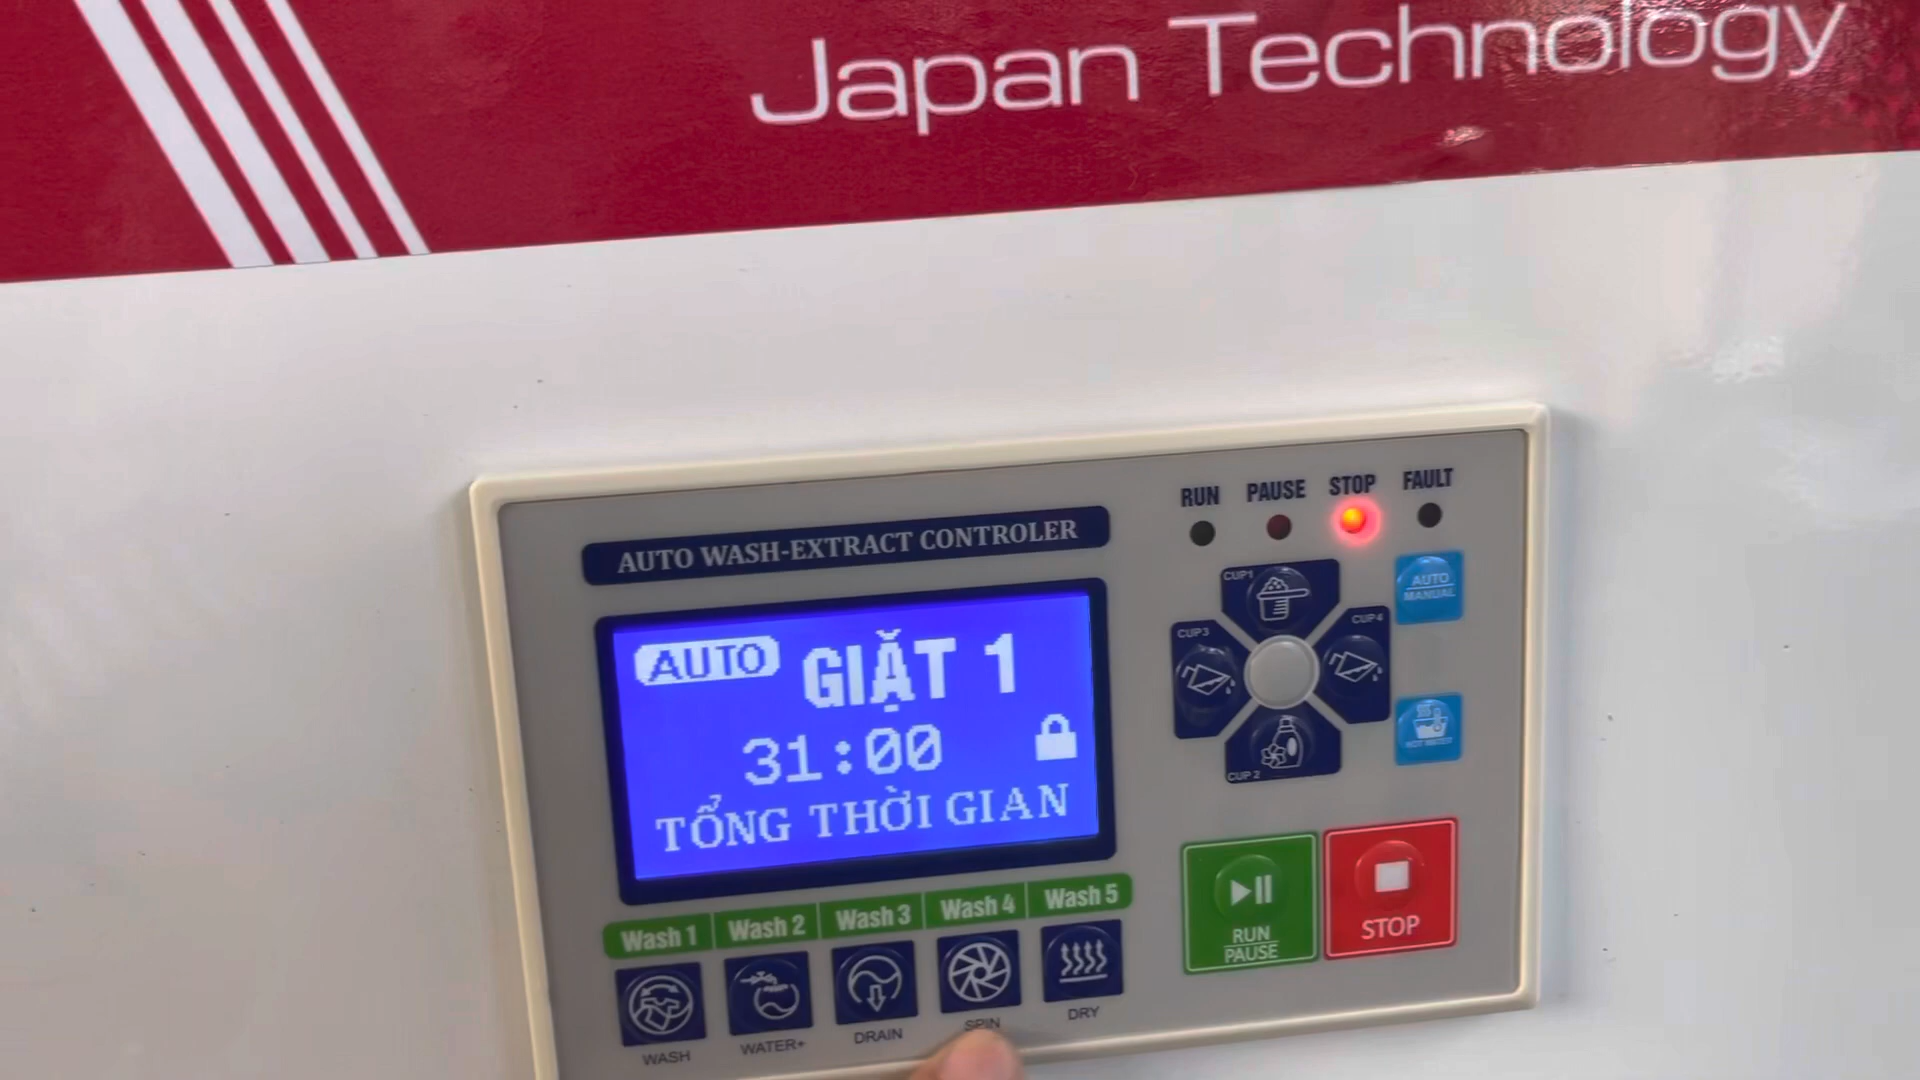 Japan Technology
RUN PAUSE STOP FAULT
AUTO WASH-EXTRACT CONTROLER
AUTO GIẶT 1
31:00
TỔNG THỜI GIAN
CUP1
CUP3
CUP4
CUP 2
AUTO
MANUAL
HOT WATER
Wash 1 Wash 2 Wash 3 Wash 4 Wash 5
WASH WATER+ DRAIN SPIN DRY
RUN
PAUSE
STOP